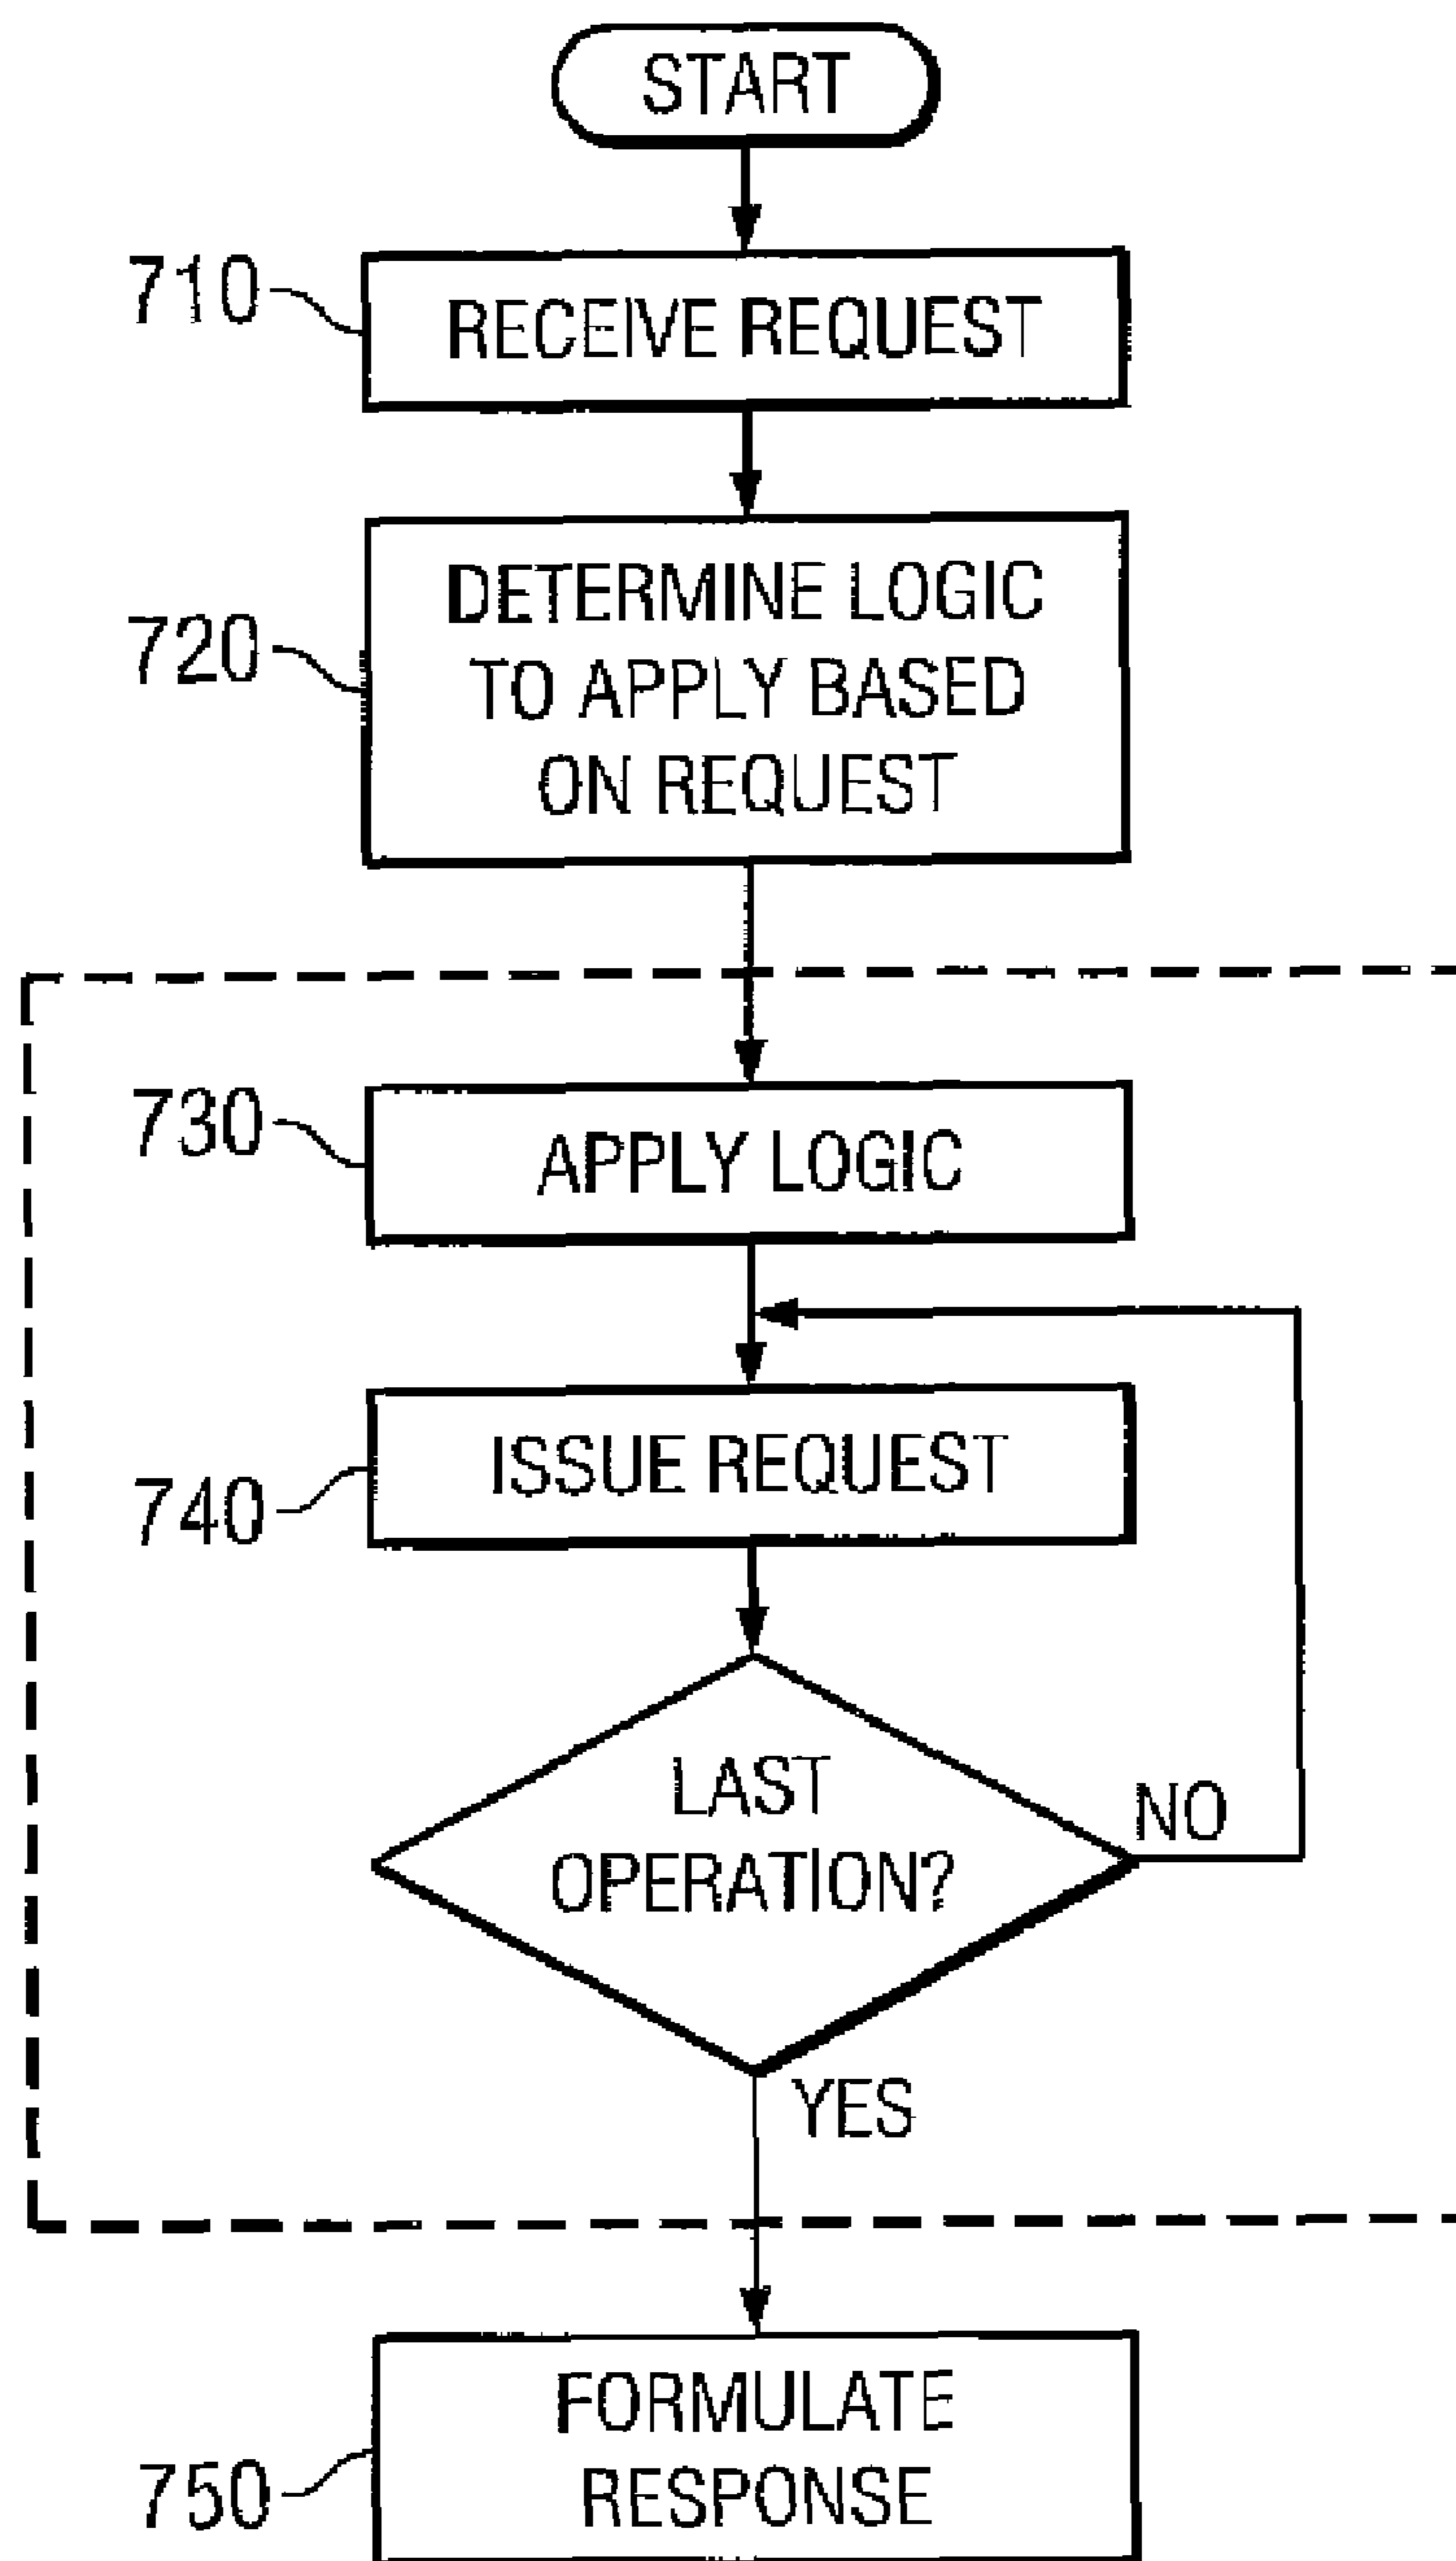 START
710
RECEIVE REQUEST
720
DETERMINE LOGIC
TO APPLY BASED
ON REQUEST
730
APPLY LOGIC
740
ISSUE REQUEST
LAST
OPERATION?
NO
YES
750
FORMULATE
RESPONSE